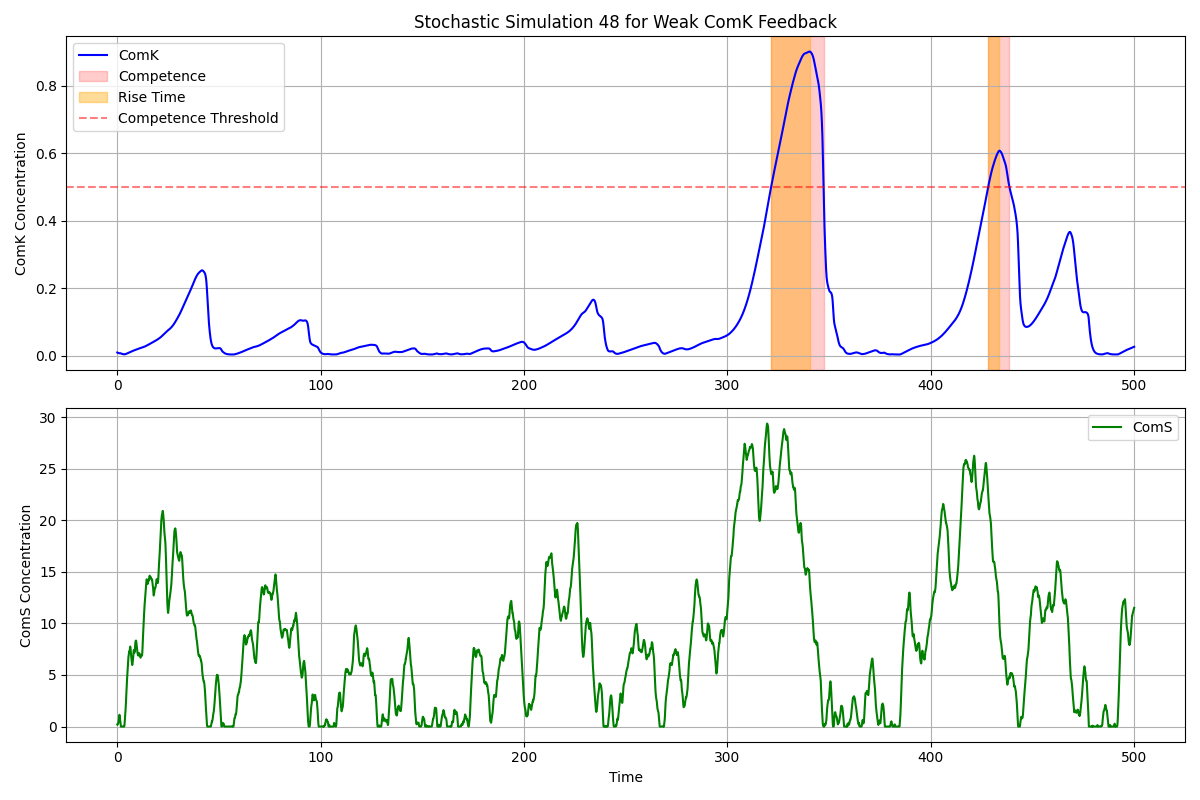 Stochastic Simulation 48 for Weak ComK Feedback
ComK
Competence
Rise Time
Competence Threshold
ComK Concentration
0.8
0.6
0.4
0.2
0.0
0 100 200 300 400 500
ComS
ComS Concentration
30
25
20
15
10
5
0
0 100 200 300 400 500
Time